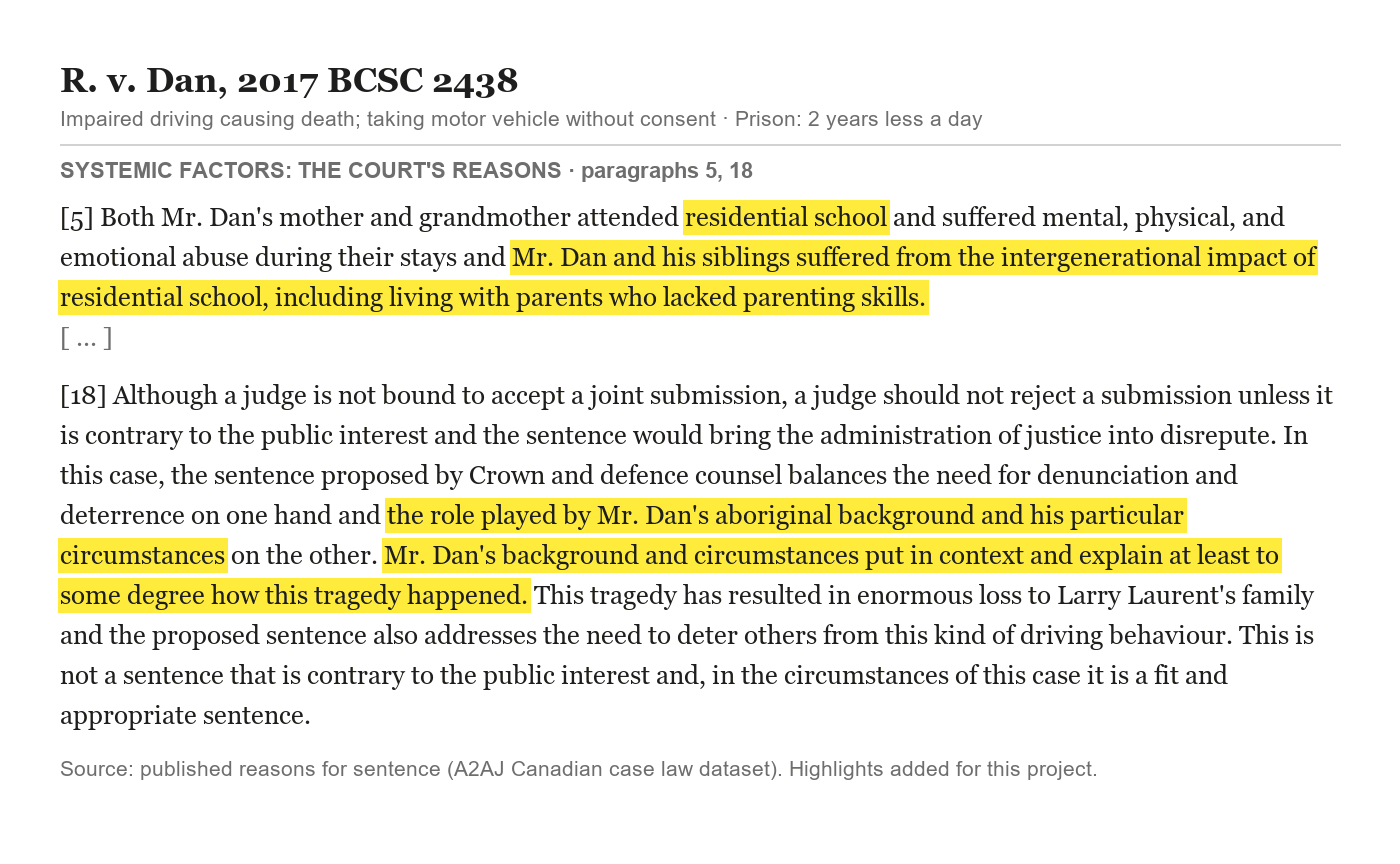 R. v. Dan, 2017 BCSC 2438
Impaired driving causing death; taking motor vehicle without consent · Prison: 2 years less a day
SYSTEMIC FACTORS: THE COURT'S REASONS · paragraphs 5, 18
[5] Both Mr. Dan's mother and grandmother attended residential school and suffered mental, physical, and
emotional abuse during their stays and Mr. Dan and his siblings suffered from the intergenerational impact of
residential school, including living with parents who lacked parenting skills.
[ ... ]
[18] Although a judge is not bound to accept a joint submission, a judge should not reject a submission unless it
is contrary to the public interest and the sentence would bring the administration of justice into disrepute. In
this case, the sentence proposed by Crown and defence counsel balances the need for denunciation and
deterrence on one hand and the role played by Mr. Dan's aboriginal background and his particular
circumstances on the other. Mr. Dan's background and circumstances put in context and explain at least to
some degree how this tragedy happened. This tragedy has resulted in enormous loss to Larry Laurent's family
and the proposed sentence also addresses the need to deter others from this kind of driving behaviour. This is
not a sentence that is contrary to the public interest and, in the circumstances of this case it is a fit and
appropriate sentence.
Source: published reasons for sentence (A2AJ Canadian case law dataset). Highlights added for this project.